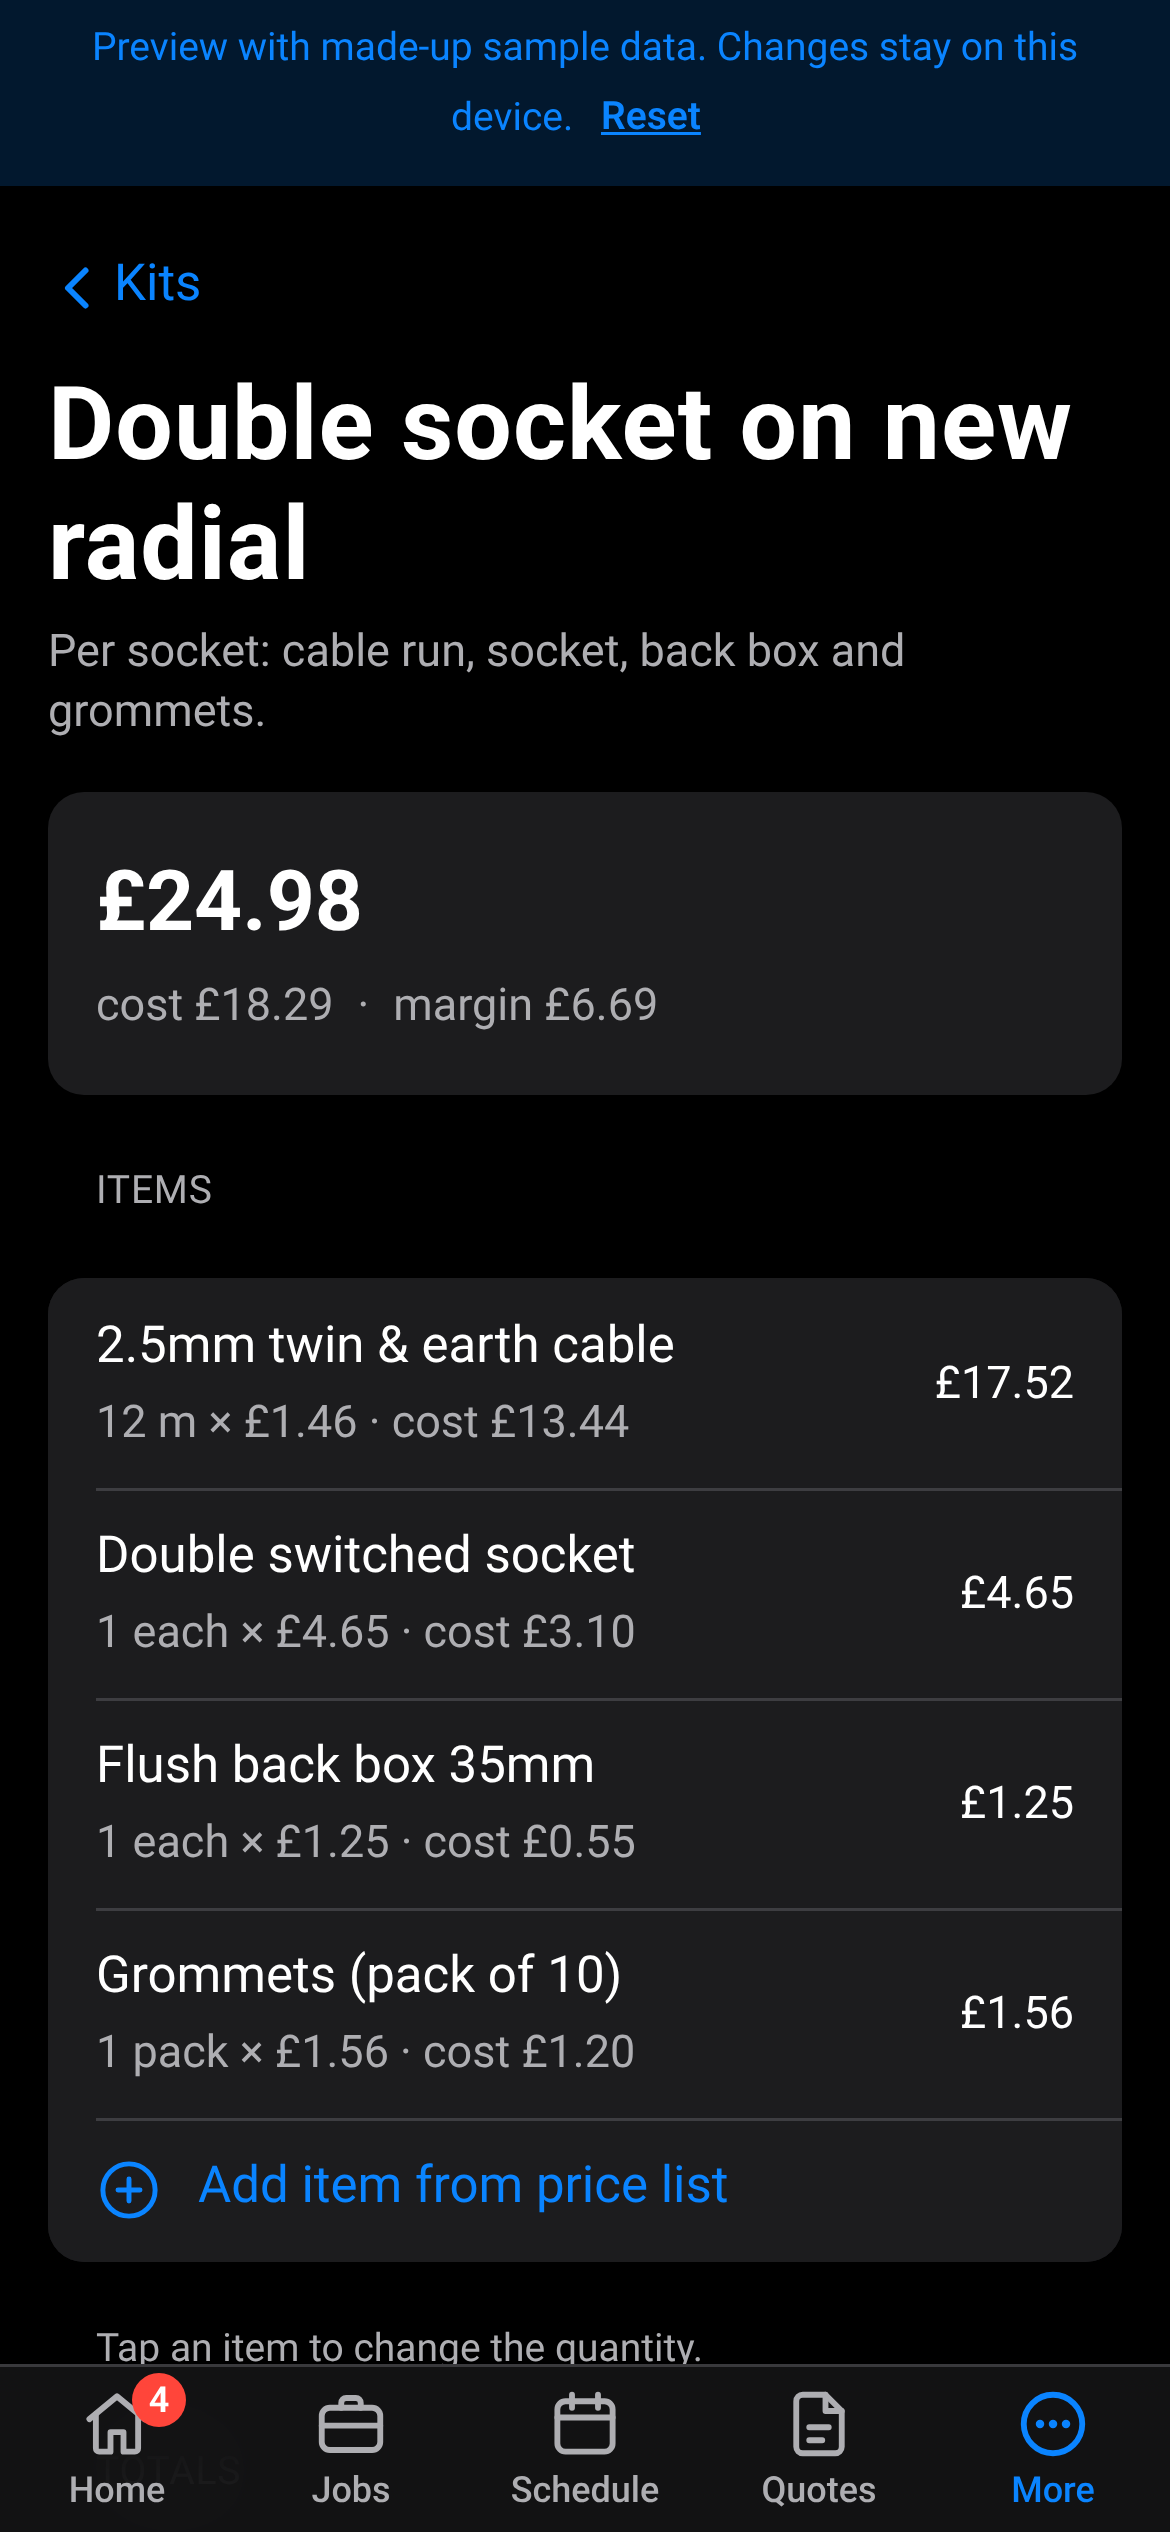 Preview with made-up sample data. Changes stay on this
device. Reset
Kits
Double socket on new
radial
Per socket: cable run, socket, back box and
grommets.
£24.98
cost £18.29 · margin £6.69
ITEMS
2.5mm twin & earth cable
£17.52
12 m × £1.46 · cost £13.44
Double switched socket
£4.65
1 each × £4.65 · cost £3.10
Flush back box 35mm
£1.25
1 each × £1.25 · cost £0.55
Grommets (pack of 10)
£1.56
1 pack × £1.56 · cost £1.20
Add item from price list
Tap an item to change the quantity.
4
TOTALS
Home Jobs Schedule Quotes More